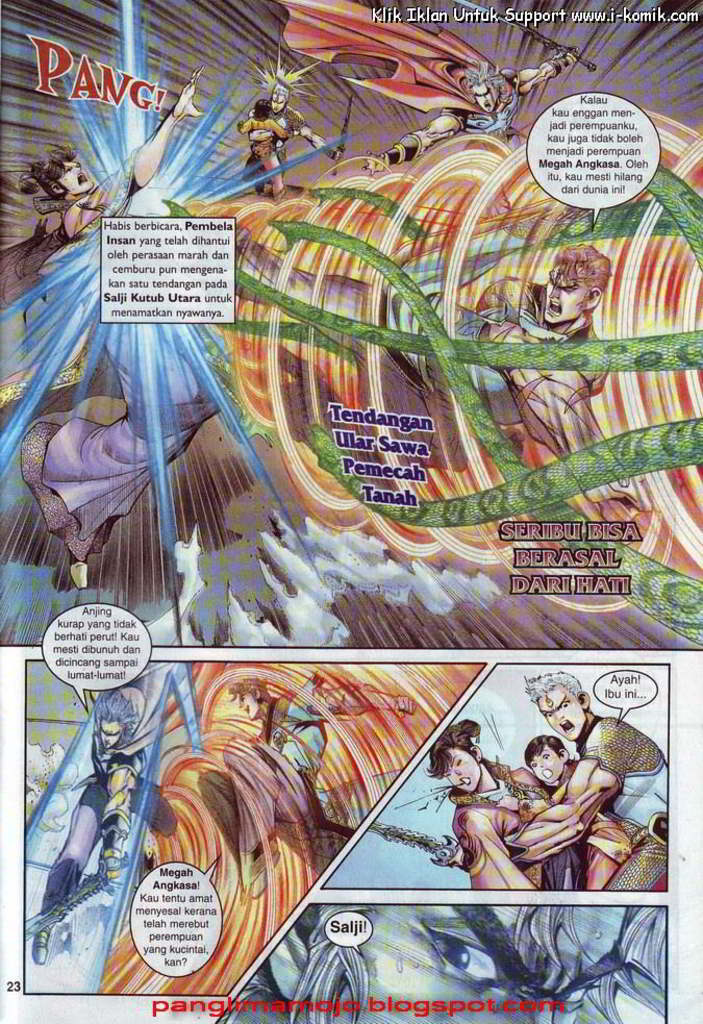 Klik Iklan Untuk Support www.i-komik.com
PANG!
Kalau
kau enggan men-
jadi perempuanku,
kau juga tidak boleh
menjadi perempuan
Megah Angkasa. Oleh
itu, kau mesti hilang
dari dunia ini!
Habis berbicara, Pembela
Insan yang telah dihantui
oleh perasaan marah dan
cemburu pun mengena-
kan satu tendangan pada
Salji Kutub Utara untuk
menamatkan nyawanya.
Tendangan
Ular Sawa
Pemecah
Tanah
SERIBU BISA
BERASAL
DARI HATI
Anjing
kurap yang tidak
berhati perut! Kau
mesti dibunuh dan
dicincang sampai
lumat-lumat!
Megah
Angkasa!
Kau tentu amat
menyesal kerana
telah merebut
perempuan
yang kucintai,
kan?
Ayah!
Ibu ini...
Salji!
23
panglimamojo.blogspot.com